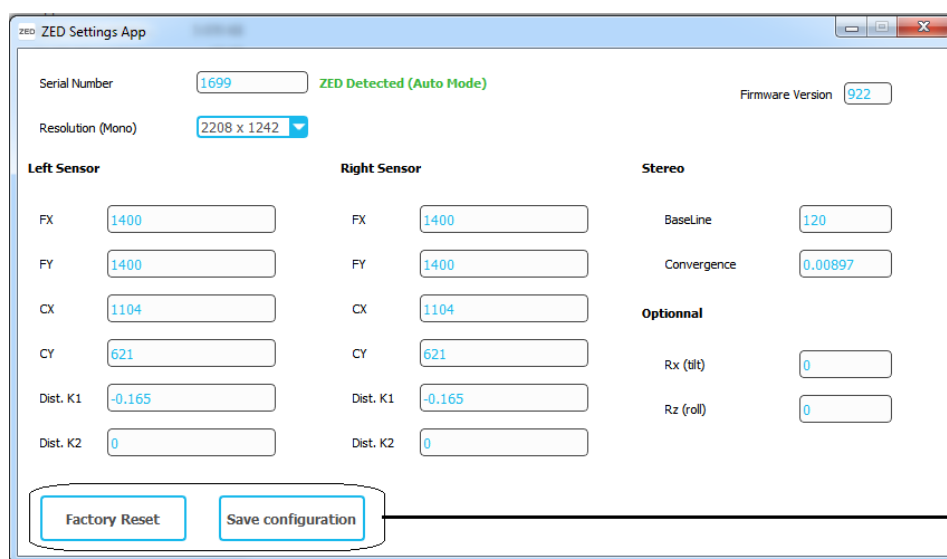 ZED ZED Settings App
Serial Number 1699 ZED Detected (Auto Mode)
Firmware Version 922
Resolution (Mono) 2208 x 1242
Left Sensor Right Sensor Stereo
FX 1400 FX 1400 BaseLine 120
FY 1400 FY 1400 Convergence 0.00897
CX 1104 CX 1104 Optionnal
CY 621 CY 621 Rx (tilt) 0
Dist. K1 -0.165 Dist. K1 -0.165 Rz (roll) 0
Dist. K2 0 Dist. K2 0
Factory Reset Save configuration